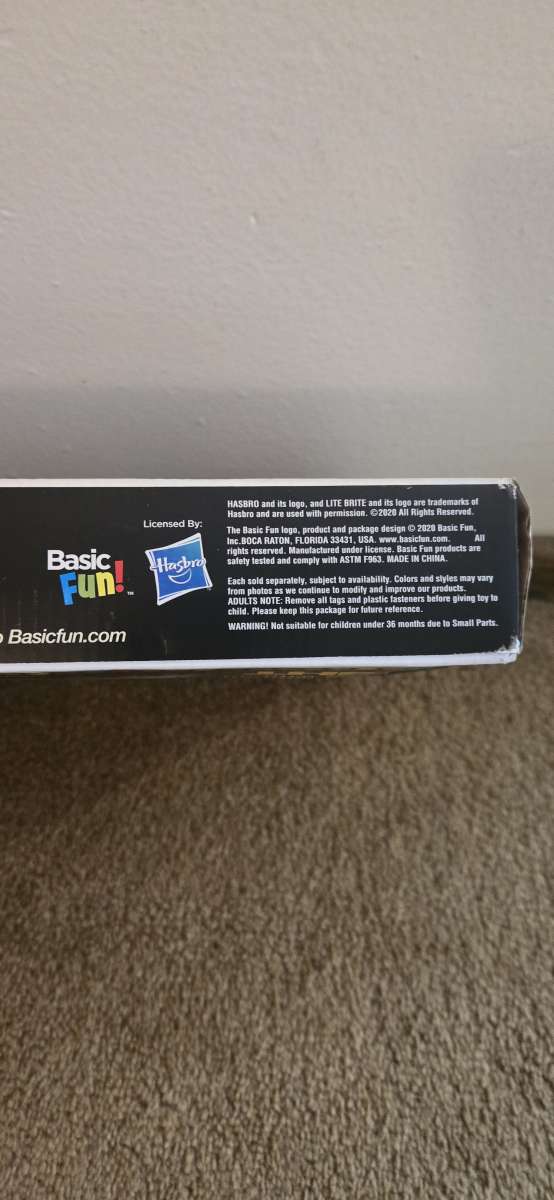 HASBRO and its logo, and LITE BRITE and its logo are trademarks of
Hasbro and are used with permission. ©2020 All Rights Reserved.
Licensed By:
The Basic Fun logo, product and package design © 2020 Basic Fun,
Inc.BOCA RATON, FLORIDA 33431, USA. www.basicfun.com. All
rights reserved. Manufactured under license. Basic Fun products are
safety tested and comply with ASTM F963. MADE IN CHINA.
Basic
Fun!™
Hasbro
Each sold separately, subject to availability. Colors and styles may vary
from photos as we continue to modify and improve our products.
ADULTS NOTE: Remove all tags and plastic fasteners before giving toy to
child. Please keep this package for future reference.
WARNING! Not suitable for children under 36 months due to Small Parts.
Basicfun.com